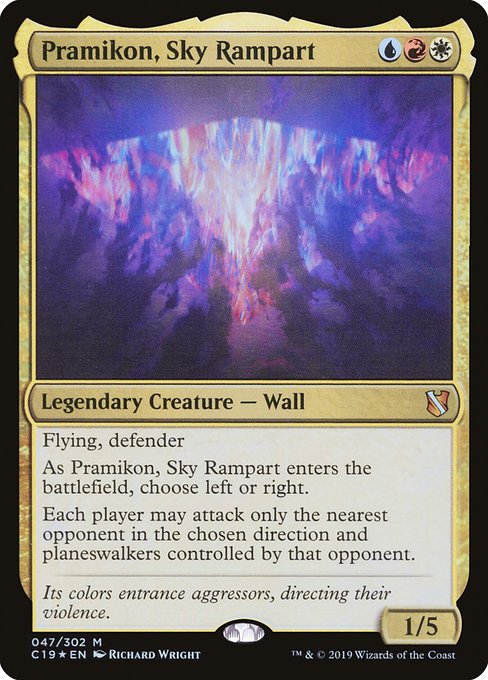 Pramikon, Sky Rampart
Legendary Creature — Wall
Flying, defender
As Pramikon, Sky Rampart enters the
battlefield, choose left or right.
Each player may attack only the nearest
opponent in the chosen direction and
planeswalkers controlled by that opponent.
Its colors entrance aggressors, directing their
violence.
1/5
047/302 M
C19★EN Richard Wright
™ & © 2019 Wizards of the Coast